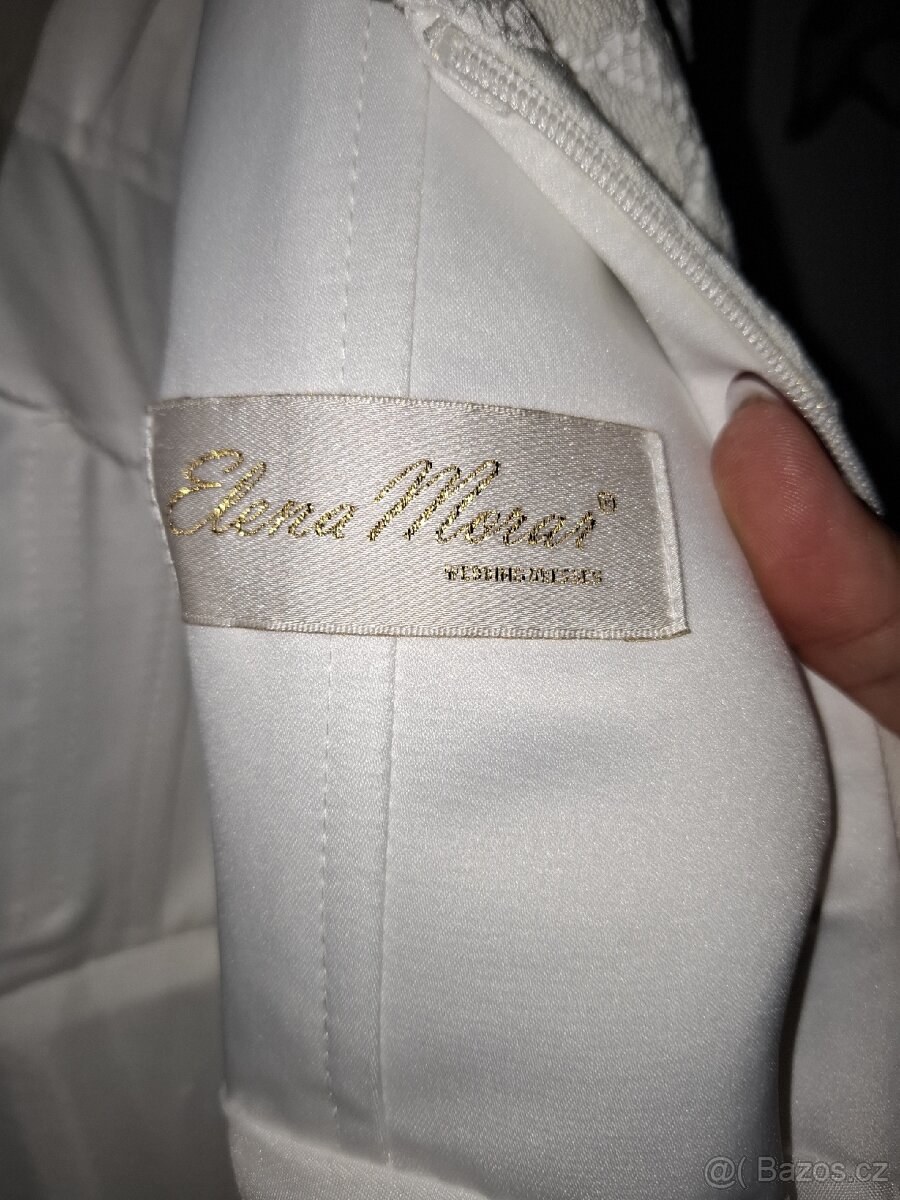 Elena Morar®
WEDDING DRESSES
@( Bazos.cz